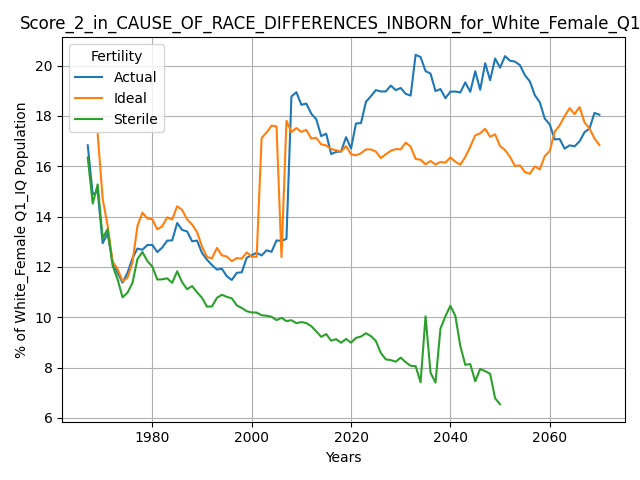 Score_2_in_CAUSE_OF_RACE_DIFFERENCES_INBORN_for_White_Female_Q1
Fertility
Actual
Ideal
Sterile
% of White_Female Q1_IQ Population
20
18
16
14
12
10
8
6
1980
2000
2020
2040
2060
Years